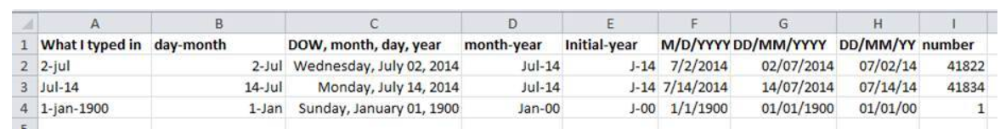 A B C D E F G H I
1 What I typed in day-month DOW, month, day, year month-year Initial-year M/D/YYYY DD/MM/YYYY DD/MM/YY number
2 2-jul 2-Jul Wednesday, July 02, 2014 Jul-14 J-14 7/2/2014 02/07/2014 07/02/14 41822
3 Jul-14 14-Jul Monday, July 14, 2014 Jul-14 J-14 7/14/2014 14/07/2014 07/14/14 41834
4 1-jan-1900 1-Jan Sunday, January 01, 1900 Jan-00 J-00 1/1/1900 01/01/1900 01/01/00 1